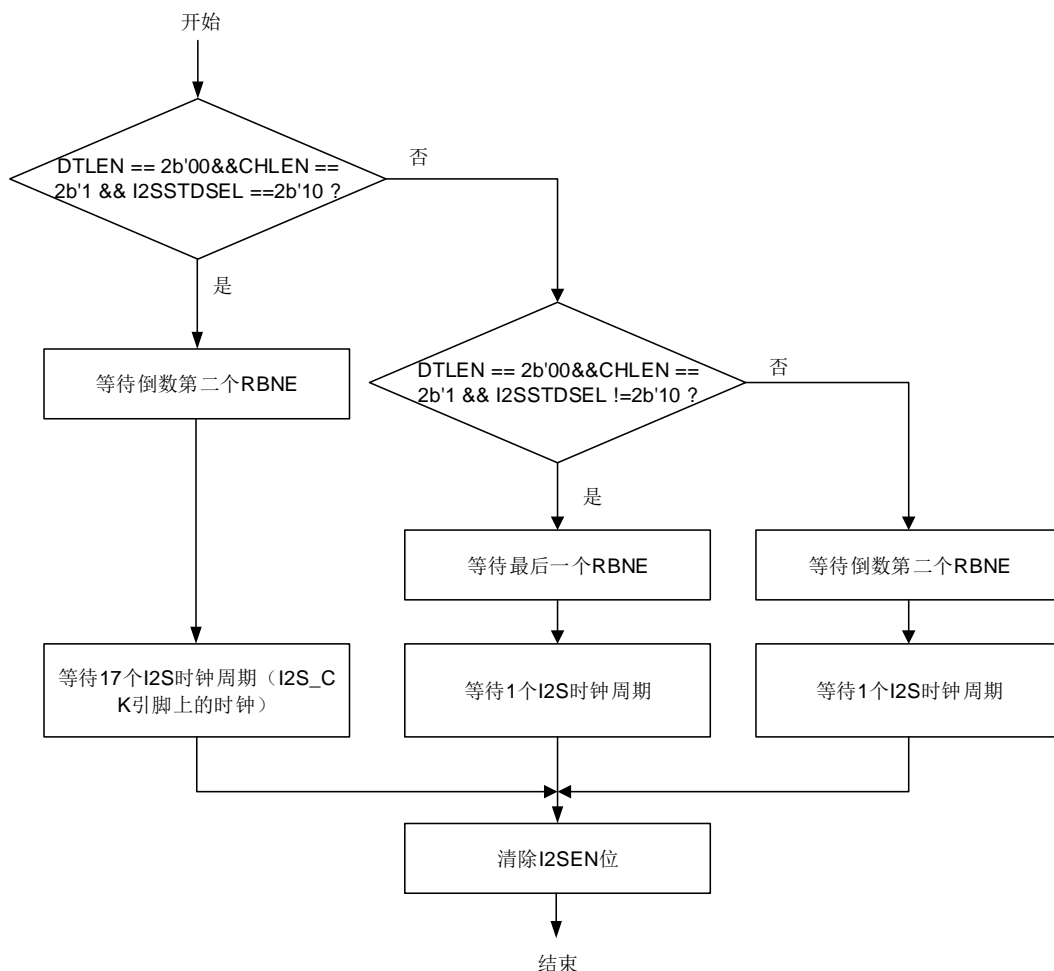 开始
DTLEN == 2b'00&&CHLEN ==
2b'1 && I2SSTDSEL ==2b'10 ?
否
是
等待倒数第二个RBNE
DTLEN == 2b'00&&CHLEN ==
2b'1 && I2SSTDSEL !=2b'10 ?
否
是
等待最后一个RBNE
等待倒数第二个RBNE
等待17个I2S时钟周期（I2S_C
K引脚上的时钟）
等待1个I2S时钟周期
等待1个I2S时钟周期
清除I2SEN位
结束